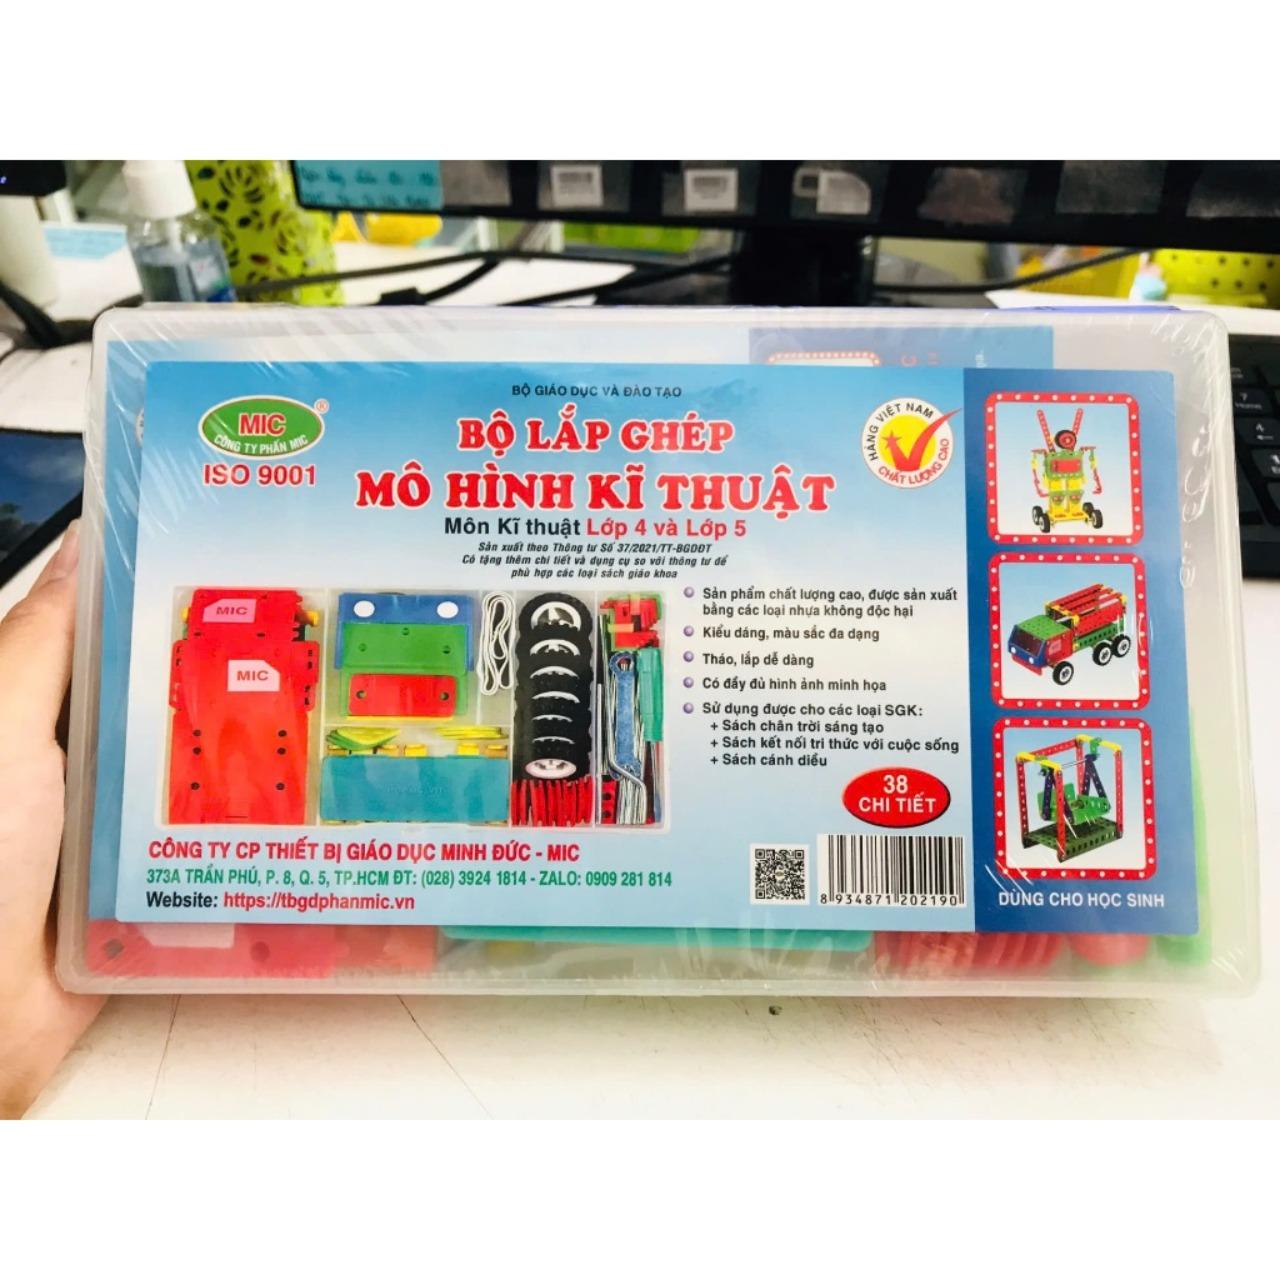 BỘ GIÁO DỤC VÀ ĐÀO TẠO
MIC
®
CÔNG TY PHẤN MIC
ISO 9001
BỘ LẮP GHÉP
MÔ HÌNH KĨ THUẬT
Môn Kĩ thuật Lớp 4 và Lớp 5
Sản xuất theo Thông tư Số 37/2021/TT-BGDĐT
Có tặng thêm chi tiết và dụng cụ so với thông tư để
phù hợp các loại sách giáo khoa
HÀNG VIỆT NAM
CHẤT LƯỢNG CAO
MIC
MIC
Sản phẩm chất lượng cao, được sản xuất
bằng các loại nhựa không độc hại
Kiểu dáng, màu sắc đa dạng
Tháo, lắp dễ dàng
Có đầy đủ hình ảnh minh họa
Sử dụng được cho các loại SGK:
+ Sách chân trời sáng tạo
+ Sách kết nối tri thức với cuộc sống
+ Sách cánh diều
38
CHI TIẾT
CÔNG TY CP THIẾT BỊ GIÁO DỤC MINH ĐỨC - MIC
373A TRẦN PHÚ, P. 8, Q. 5, TP.HCM ĐT: (028) 3924 1814 - ZALO: 0909 281 814
Website: https://tbgdphanmic.vn
8 934871 202190
DÙNG CHO HỌC SINH